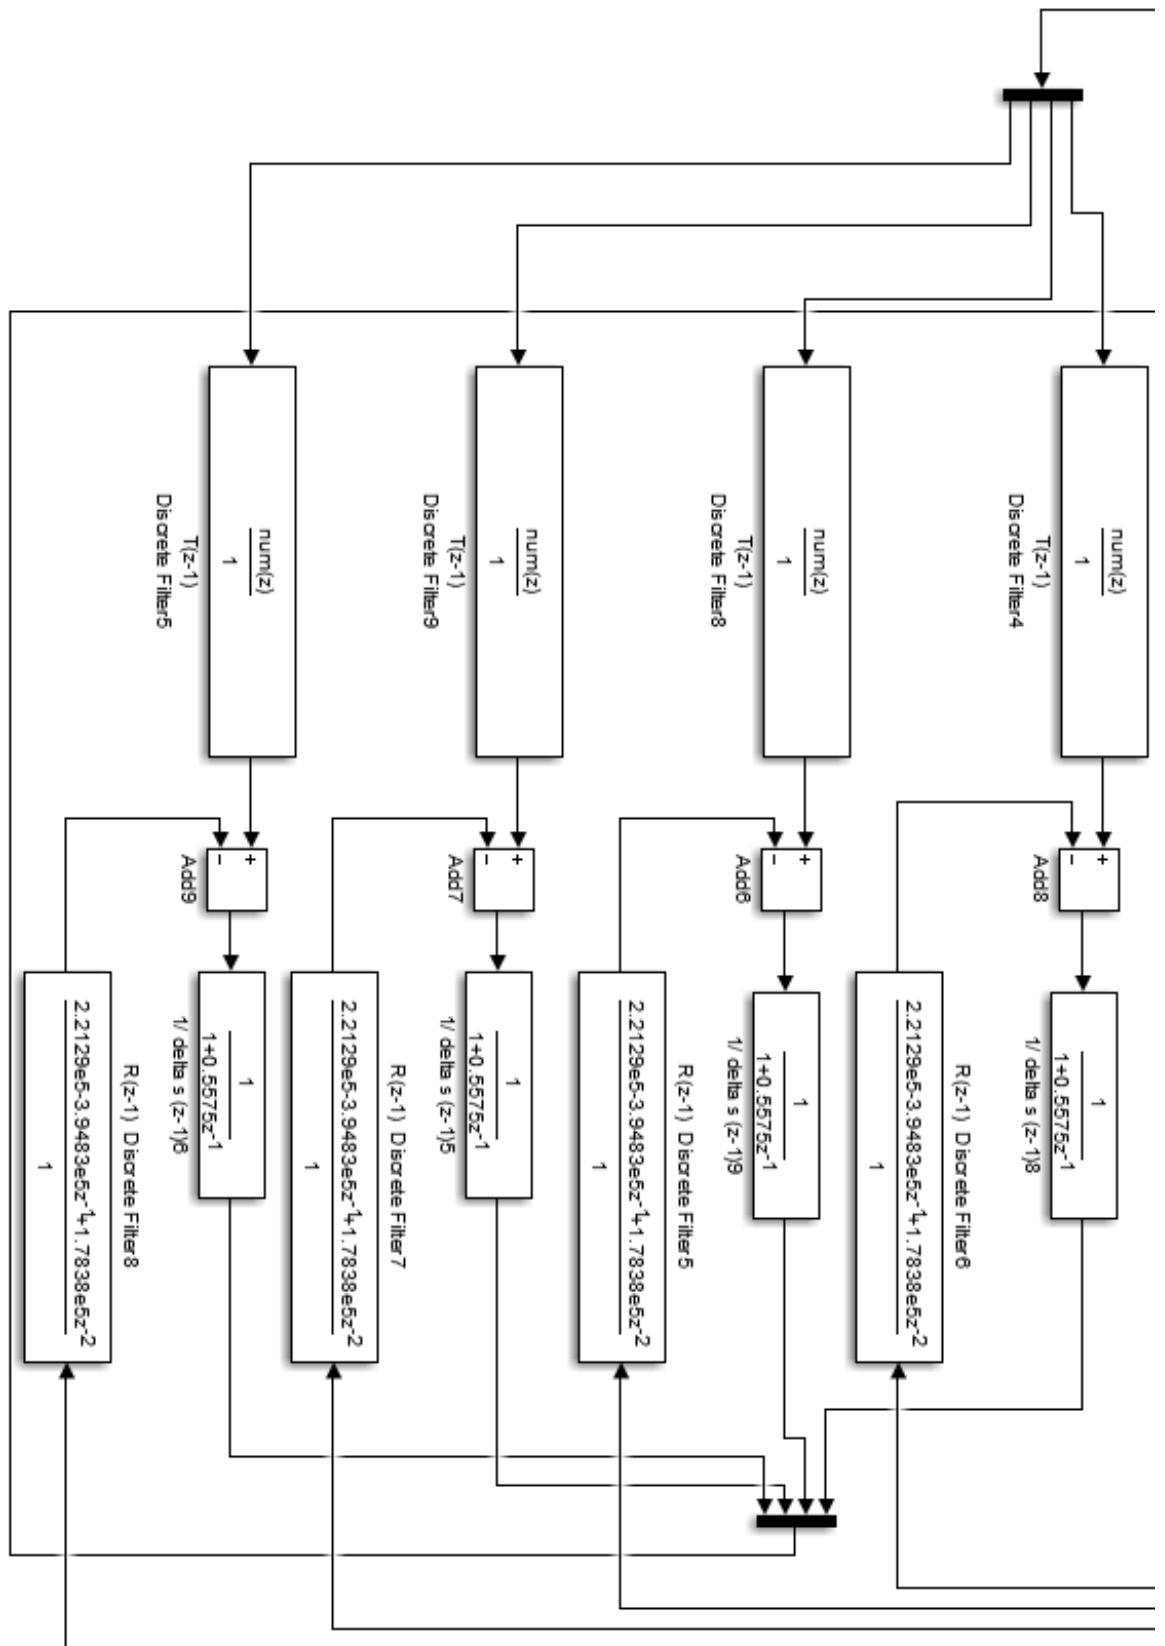 num(z)
1
T(z-1)
Discrete Filter4
+
-
Add8
1
1+0.5575z⁻¹
1/ delta s (z-1)8
R(z-1) Discrete Filter6
2.2129e5-3.9483e5z⁻¹+1.7838e5z⁻²
1
num(z)
1
T(z-1)
Discrete Filter8
+
-
Add6
1
1+0.5575z⁻¹
1/ delta s (z-1)9
R(z-1) Discrete Filter5
2.2129e5-3.9483e5z⁻¹+1.7838e5z⁻²
1
num(z)
1
T(z-1)
Discrete Filter9
+
-
Add7
1
1+0.5575z⁻¹
1/ delta s (z-1)5
R(z-1) Discrete Filter7
2.2129e5-3.9483e5z⁻¹+1.7838e5z⁻²
1
num(z)
1
T(z-1)
Discrete Filter5
+
-
Add9
1
1+0.5575z⁻¹
1/ delta s (z-1)6
R(z-1) Discrete Filter8
2.2129e5-3.9483e5z⁻¹+1.7838e5z⁻²
1